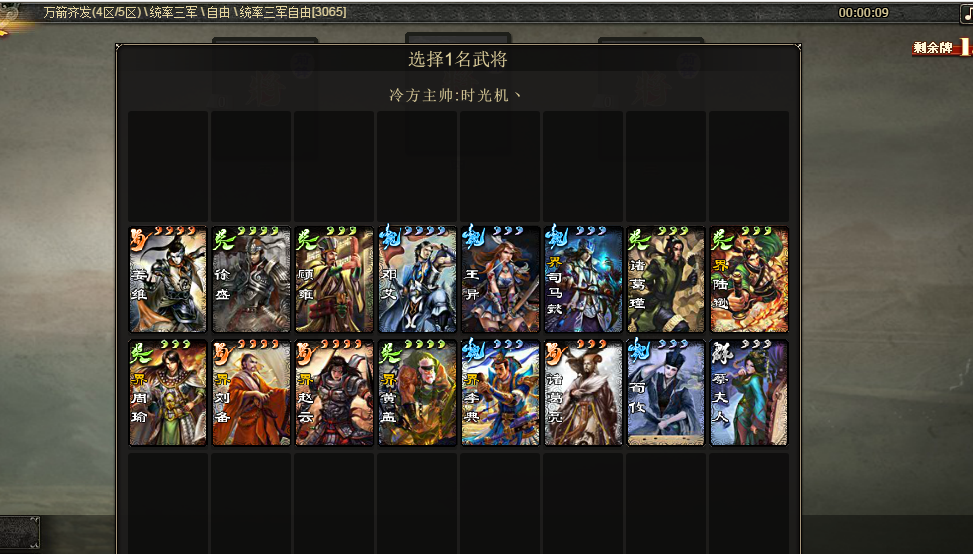 万箭齐发(4区/5区) \ 统率三军 \ 自由 \ 统率三军自由[3065]
00:00:09
剩余牌 1
选择1名武将
冷方主帅:时光机丶
蜀 姜维
吴 徐盛
吴 顾雍
魏 邓艾
魏 王异
魏 界司马懿
吴 诸葛瑾
吴 界陆逊
吴 界周瑜
蜀 界刘备
蜀 界赵云
吴 界黄盖
魏 界李典
蜀 诸葛亮
魏 荀攸
群 蔡夫人